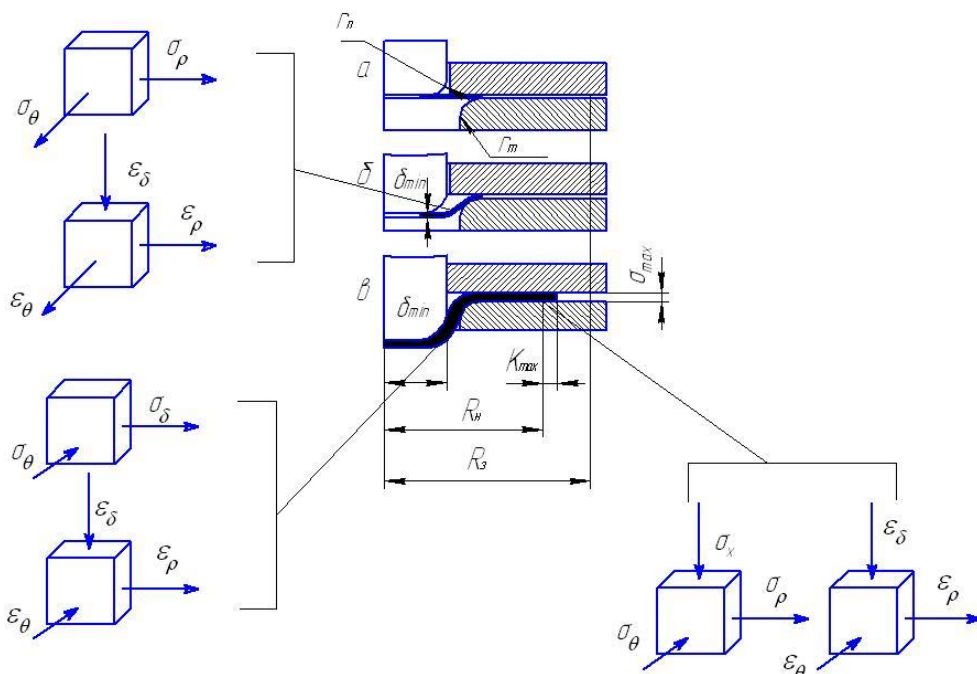 σρ
σθ
εδ
ερ
εθ
rп
а
rт
б
δmin
в
δmin
σmax
Kmax
Rн
Rз
σδ
σθ
εδ
ερ
εθ
σx
σρ
σθ
εδ
ερ
εθ